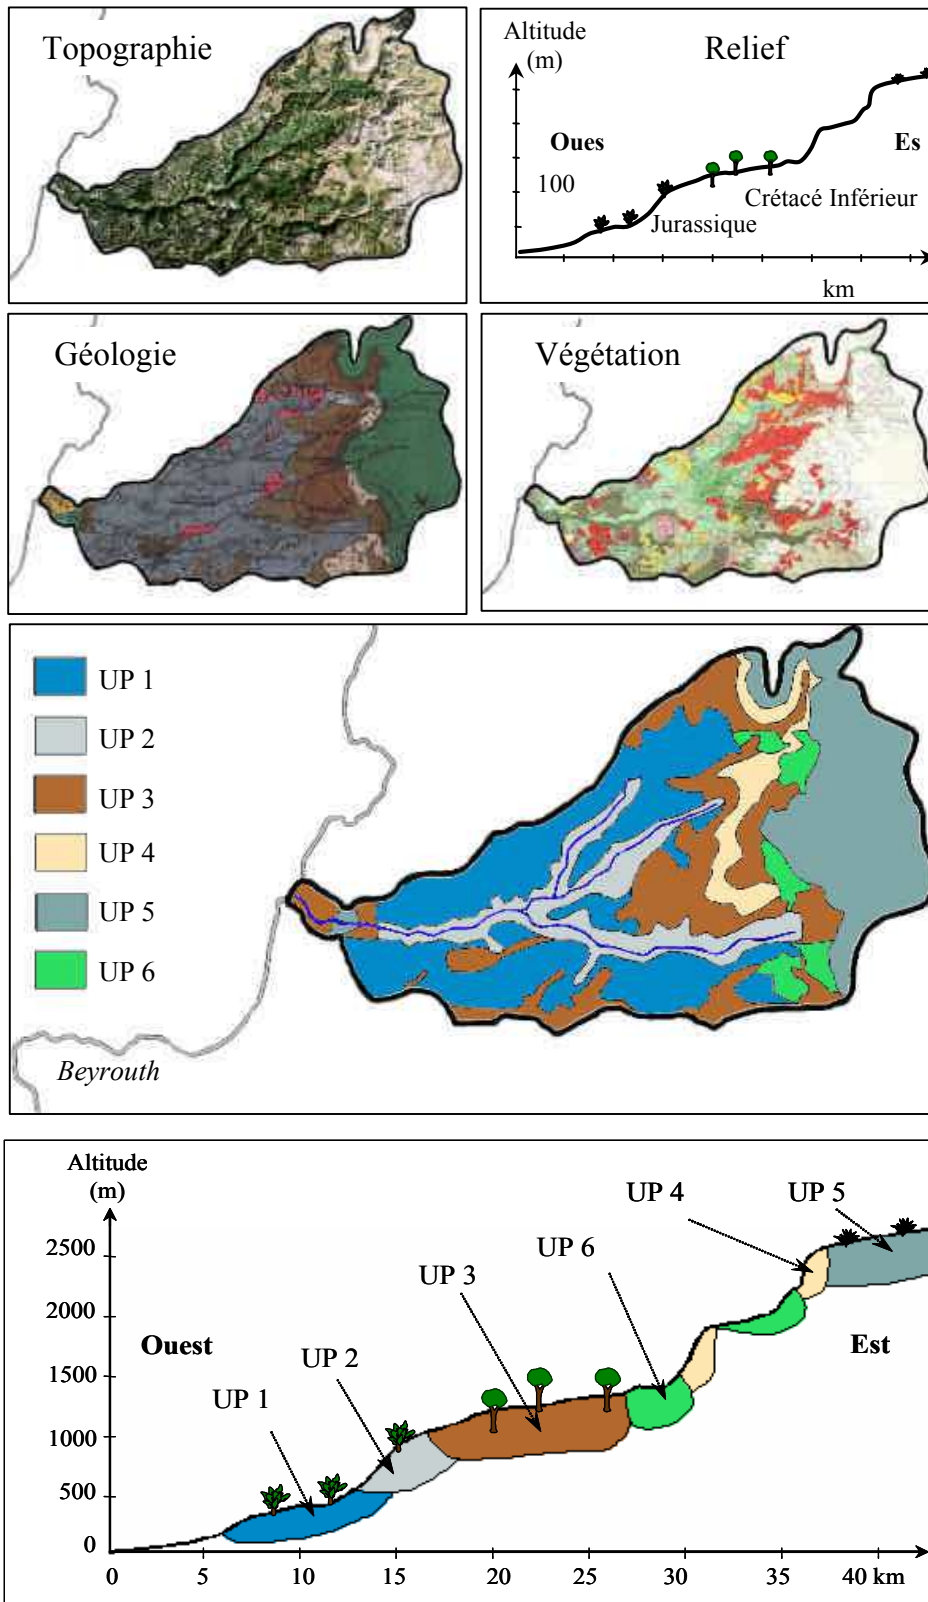 Topographie
Altitude
(m)
Relief
Oues
Es
100
Crétacé Inférieur
Jurassique
km
Géologie
Végétation
UP 1
UP 2
UP 3
UP 4
UP 5
UP 6
Beyrouth
Altitude
(m)
UP 4
UP 5
2500
UP 6
UP 3
2000
Ouest
Est
UP 2
1500
UP 1
1000
500
0
0 5 10 15 20 25 30 35 40 km